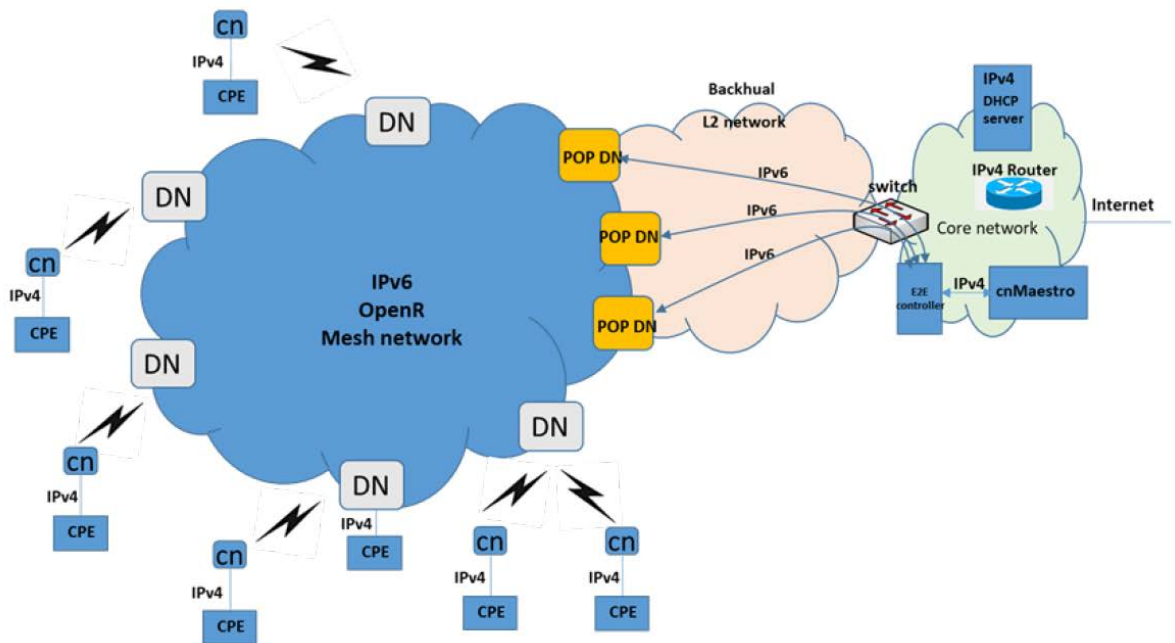 cn
IPv4
CPE
DN
DN
cn
IPv4
CPE
DN
cn
IPv4
CPE
IPv6
OpenR
Mesh network
DN
IPv4
CPE
cn
IPv4
CPE
DN
cn
IPv4
CPE
cn
IPv4
CPE
POP DN
POP DN
POP DN
Backhual
L2 network
IPv6
IPv6
IPv6
switch
IPv4
DHCP
server
IPv4 Router
Core network
Internet
E2E
controller
IPv4
cnMaestro